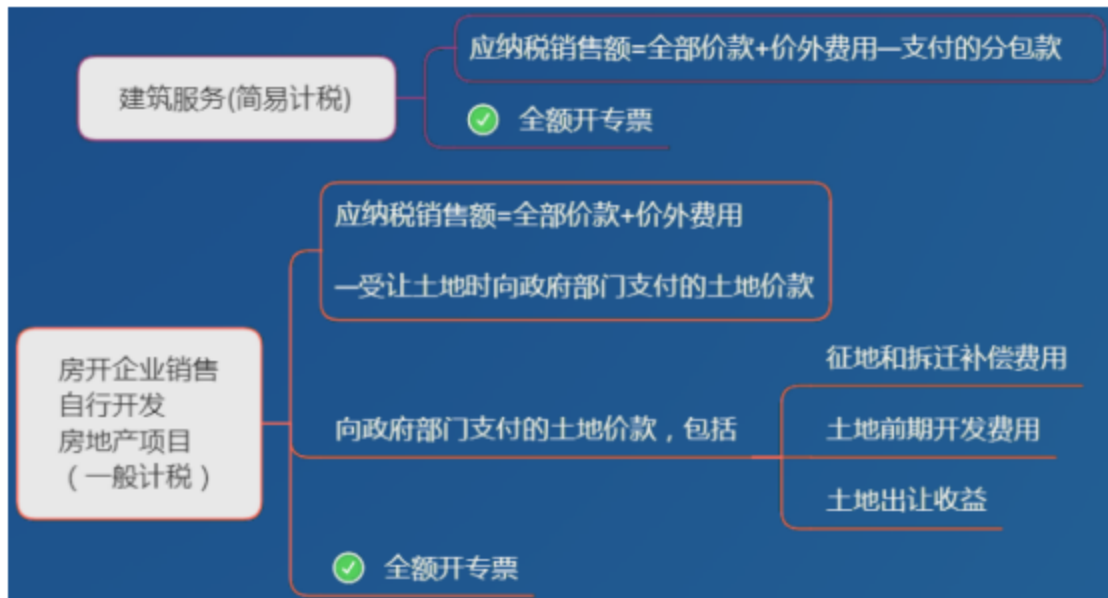 建筑服务(简易计税)
应纳税销售额=全部价款+价外费用—支付的分包款
全额开专票
房开企业销售
自行开发
房地产项目
（一般计税）
应纳税销售额=全部价款+价外费用
—受让土地时向政府部门支付的土地价款
向政府部门支付的土地价款，包括
征地和拆迁补偿费用
土地前期开发费用
土地出让收益
全额开专票